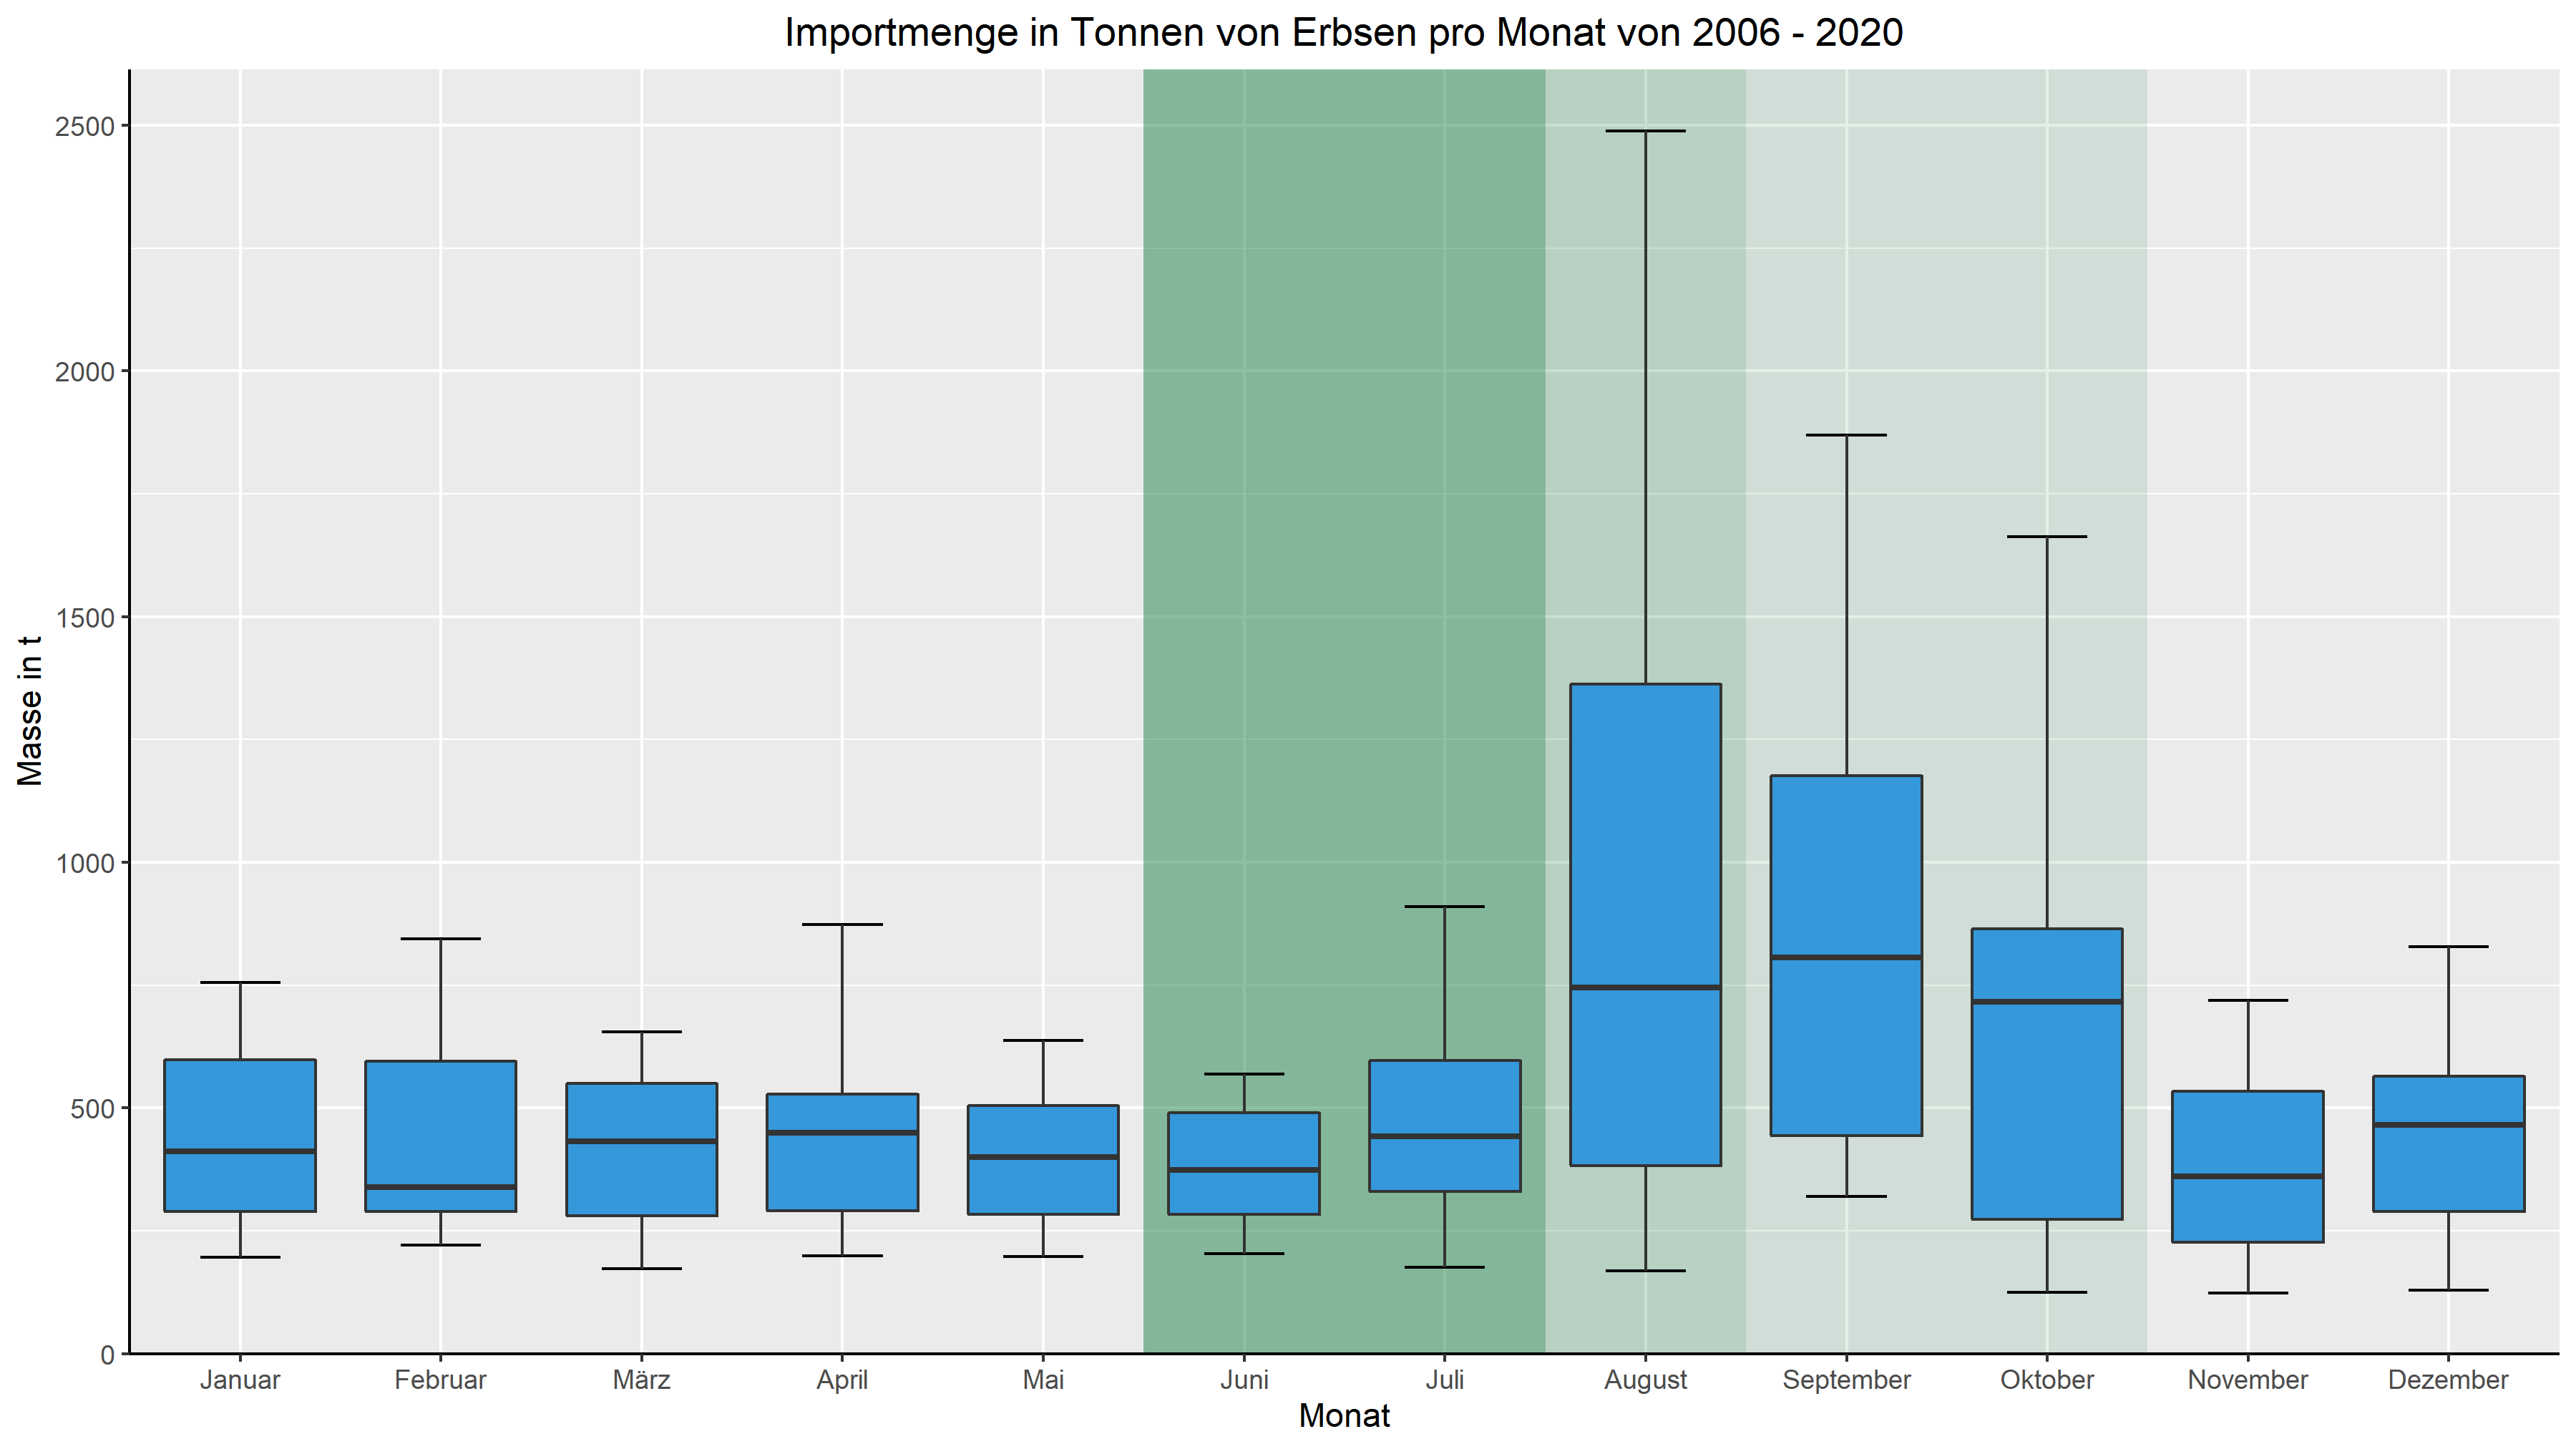 Importmenge in Tonnen von Erbsen pro Monat von 2006 - 2020
Masse in t
2500
2000
1500
1000
500
0
Januar Februar März April Mai Juni Juli August September Oktober November Dezember
Monat